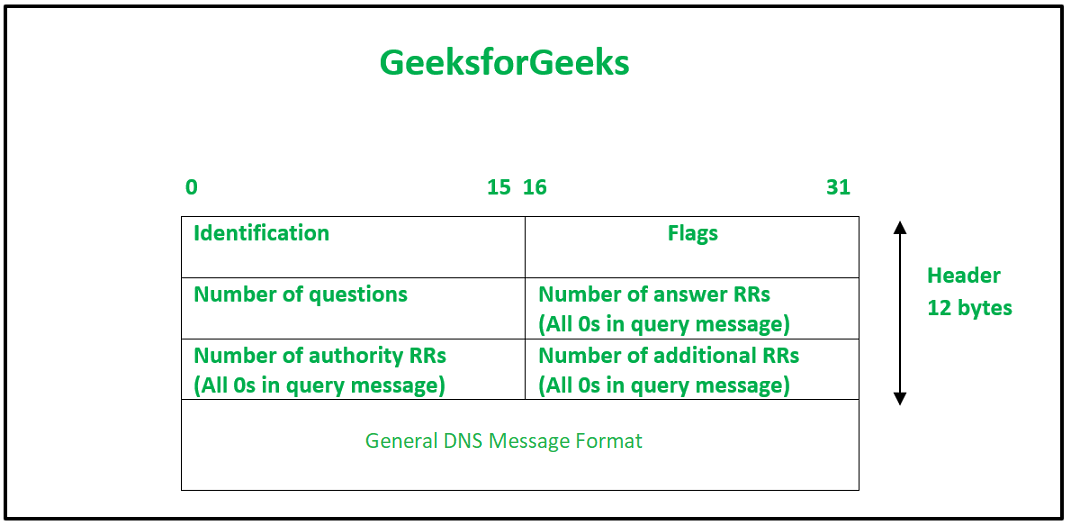 GeeksforGeeks
0 15 16 31
Identification Flags
Header
Number of questions Number of answer RRs
12 bytes
(All 0s in query message)
Number of authority RRs Number of additional RRs
(All 0s in query message) (All 0s in query message)
General DNS Message Format